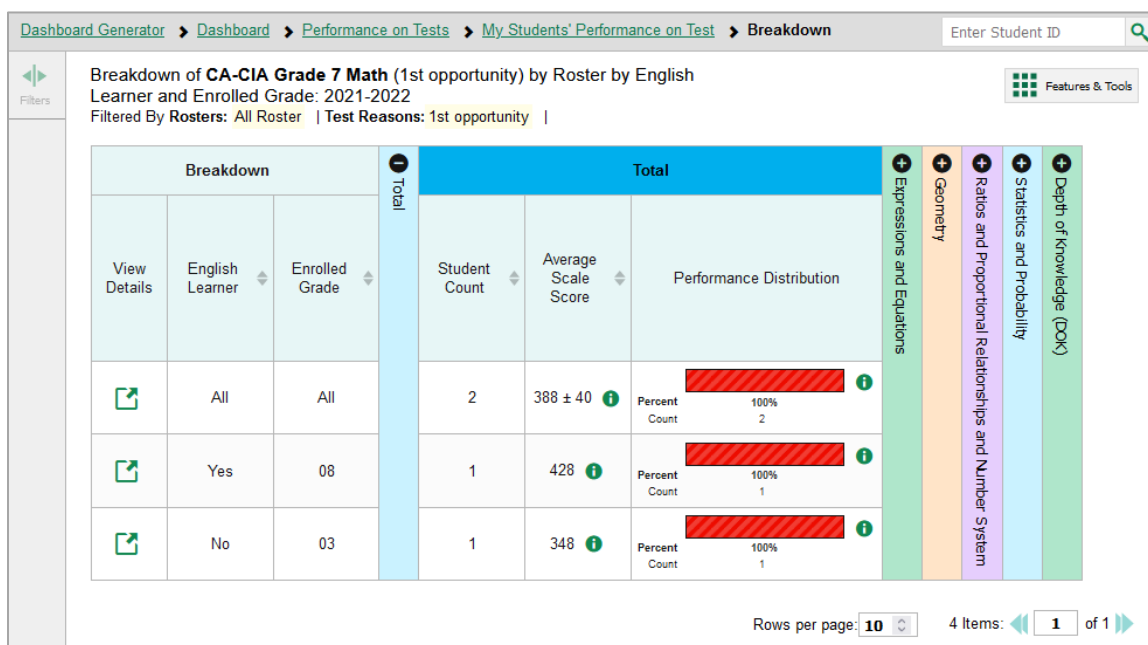 Dashboard Generator > Dashboard > Performance on Tests > My Students' Performance on Test > Breakdown
Enter Student ID
Filters
Breakdown of CA-CIA Grade 7 Math (1st opportunity) by Roster by English
Learner and Enrolled Grade: 2021-2022
Filtered By Rosters: All Roster | Test Reasons: 1st opportunity |
Features & Tools
Breakdown
Total
Total
Expressions and Equations
Geometry
Ratios and Proportional Relationships and Number System
Statistics and Probability
Depth of Knowledge (DOK)
View
Details
English
Learner
Enrolled
Grade
Student
Count
Average
Scale
Score
Performance Distribution
All All 2 388 ± 40
Percent 100%
Count 2
Yes 08 1 428
Percent 100%
Count 1
No 03 1 348
Percent 100%
Count 1
Rows per page: 10 4 Items: 1 of 1